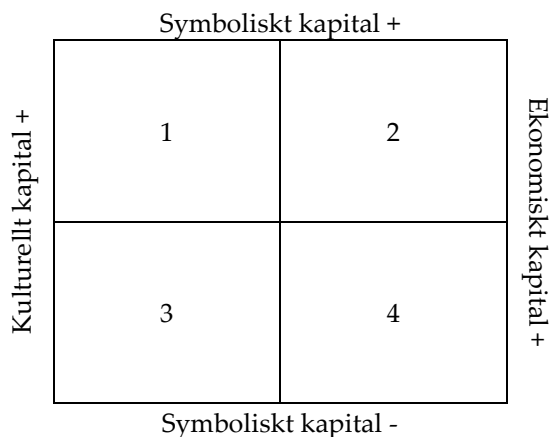 Symboliskt kapital +
Kulturellt kapital +
1
2
Ekonomiskt kapital +
3
4
Symboliskt kapital -